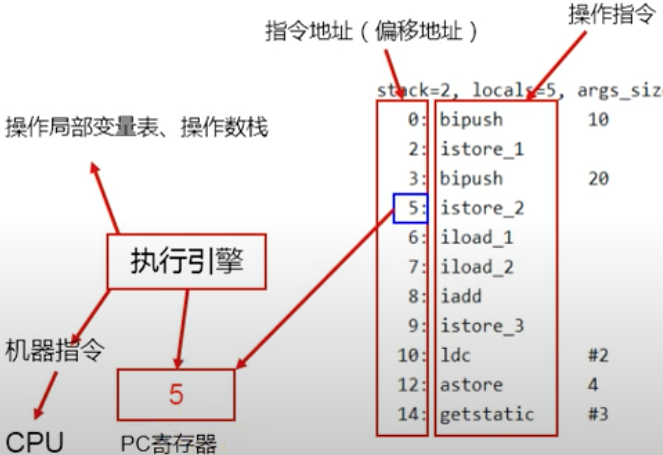 操作指令
指令地址（偏移地址）
stack=2, locals=5, args_size
0: bipush 10
2: istore_1
3: bipush 20
5: istore_2
6: iload_1
7: iload_2
8: iadd
9: istore_3
10: ldc #2
12: astore 4
14: getstatic #3
操作局部变量表、操作数栈
执行引擎
机器指令
5
CPU
PC寄存器